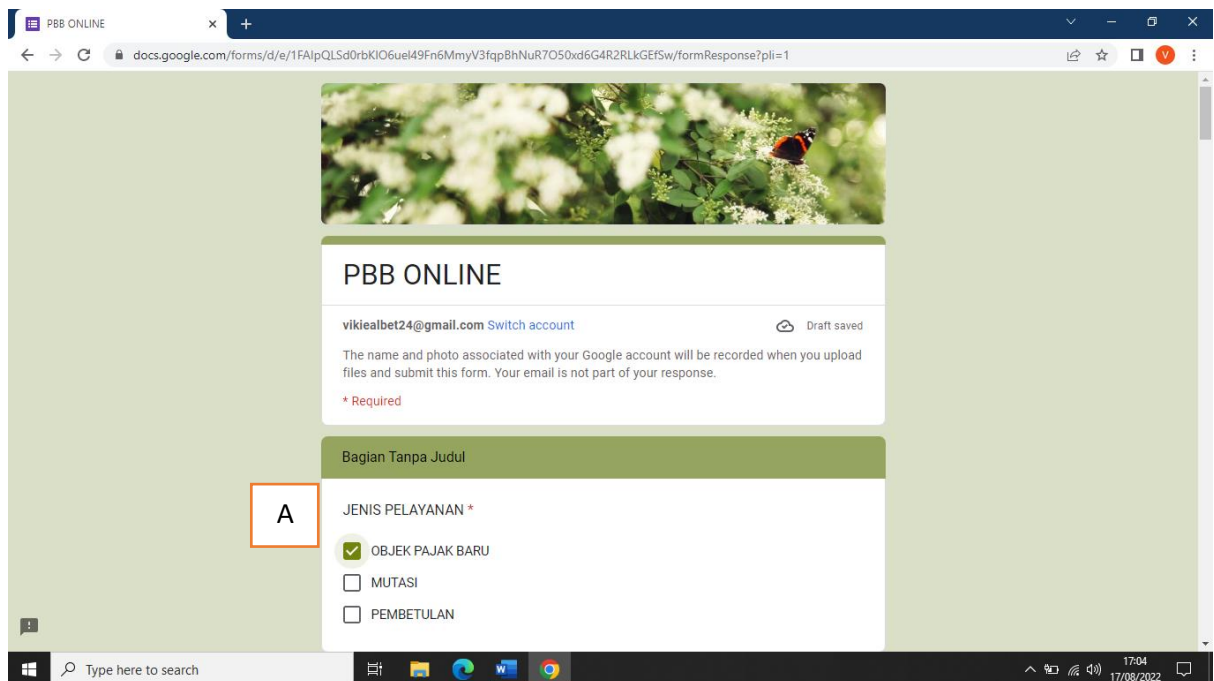 PBB ONLINE
docs.google.com/forms/d/e/1FAIpQLSd0rbKIO6uel49Fn6MmyV3fqpBhNuR7O50xd6G4R2RLkGEfSw/formResponse?pli=1
V
PBB ONLINE
vikiealbet24@gmail.com Switch account
Draft saved
The name and photo associated with your Google account will be recorded when you upload
files and submit this form. Your email is not part of your response.
* Required
Bagian Tanpa Judul
A
JENIS PELAYANAN *
OBJEK PAJAK BARU
MUTASI
PEMBETULAN
Type here to search
17:04
17/08/2022